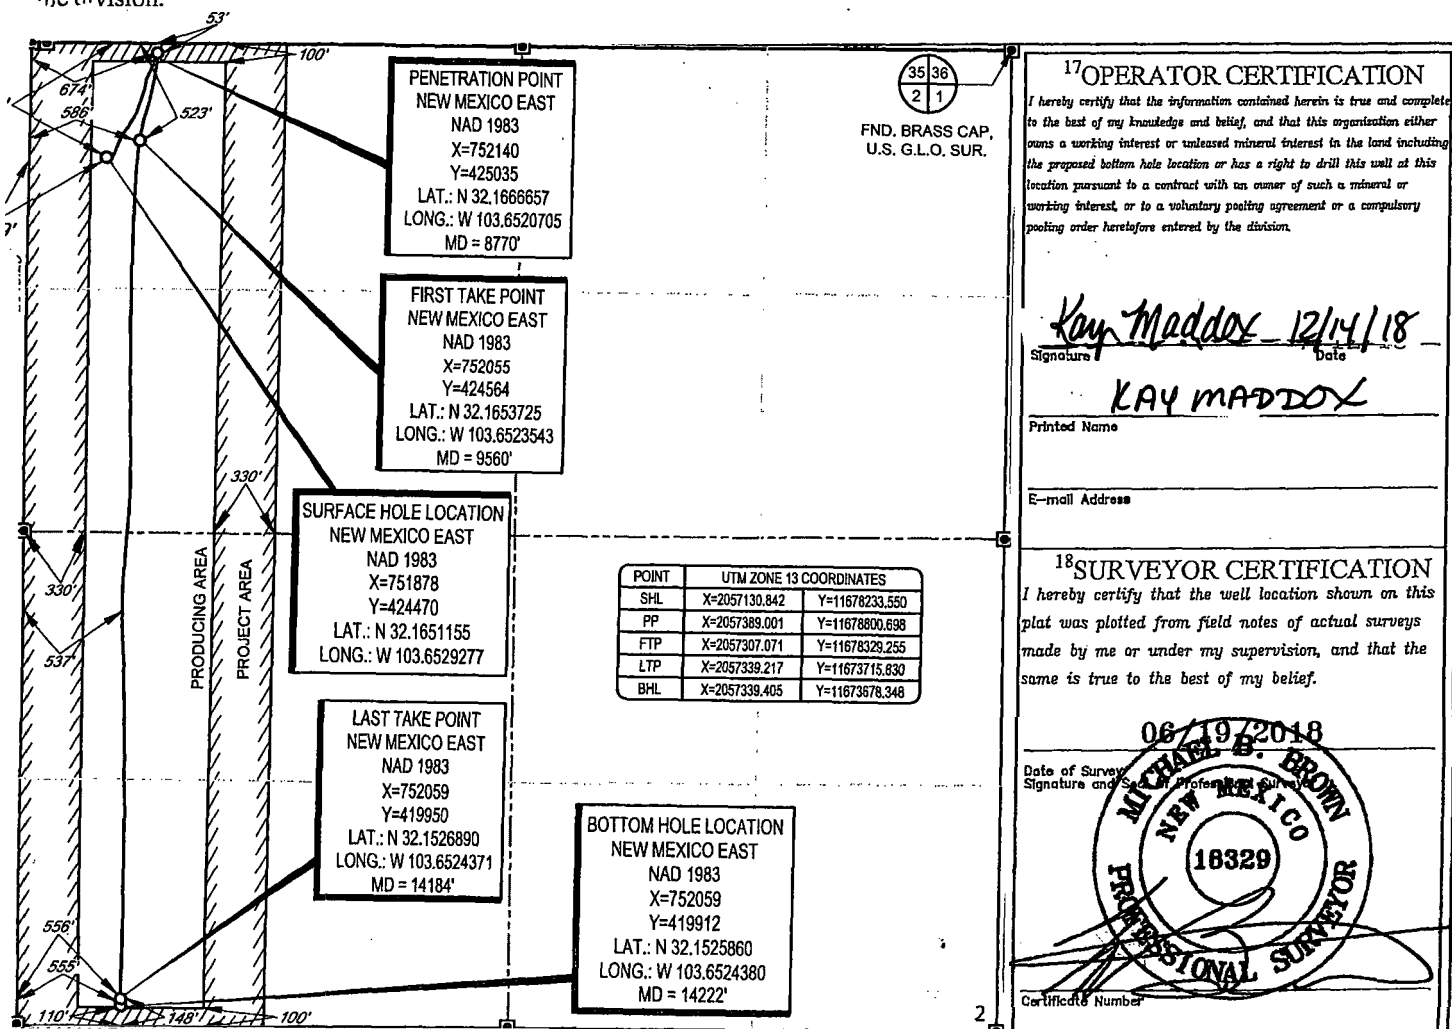 53'
100'
674'
586'
523'
PENETRATION POINT
NEW MEXICO EAST
NAD 1983
X=752140
Y=425035
LAT.: N 32.1666657
LONG.: W 103.6520705
MD = 8770'
35 36
2 1
FND. BRASS CAP,
U.S. G.L.O. SUR.
FIRST TAKE POINT
NEW MEXICO EAST
NAD 1983
X=752055
Y=424564
LAT.: N 32.1653725
LONG.: W 103.6523543
MD = 9560'
330'
SURFACE HOLE LOCATION
NEW MEXICO EAST
NAD 1983
X=751878
Y=424470
LAT.: N 32.1651155
LONG.: W 103.6529277
330'
537'
PRODUCING AREA
PROJECT AREA
POINT UTM ZONE 13 COORDINATES
SHL X=2057130.842 Y=11678233.550
PP X=2057389.001 Y=11678800.698
FTP X=2057307.071 Y=11678329.255
LTP X=2057339.217 Y=11673715.830
BHL X=2057339.405 Y=11673678.348
LAST TAKE POINT
NEW MEXICO EAST
NAD 1983
X=752059
Y=419950
LAT.: N 32.1526890
LONG.: W 103.6524371
MD = 14184'
BOTTOM HOLE LOCATION
NEW MEXICO EAST
NAD 1983
X=752059
Y=419912
LAT.: N 32.1525860
LONG.: W 103.6524380
MD = 14222'
556'
555'
110'
148'
100'
2
17OPERATOR CERTIFICATION
I hereby certify that the information contained herein is true and complete
to the best of my knowledge and belief, and that this organization either
owns a working interest or unleased mineral interest in the land including
the proposed bottom hole location or has a right to drill this well at this
location pursuant to a contract with an owner of such a mineral or
working interest, or to a voluntary pooling agreement or a compulsory
pooling order heretofore entered by the division.
Kay Maddox 12/14/18
Signature Date
KAY MADDOX
Printed Name
E-mail Address
18SURVEYOR CERTIFICATION
I hereby certify that the well location shown on this
plat was plotted from field notes of actual surveys
made by me or under my supervision, and that the
same is true to the best of my belief.
06/19/2018
Date of Survey
Signature and Seal of Professional Surveyor
MICHAEL B. BROWN
NEW MEXICO
18329
PROFESSIONAL SURVEYOR
Certificate Number